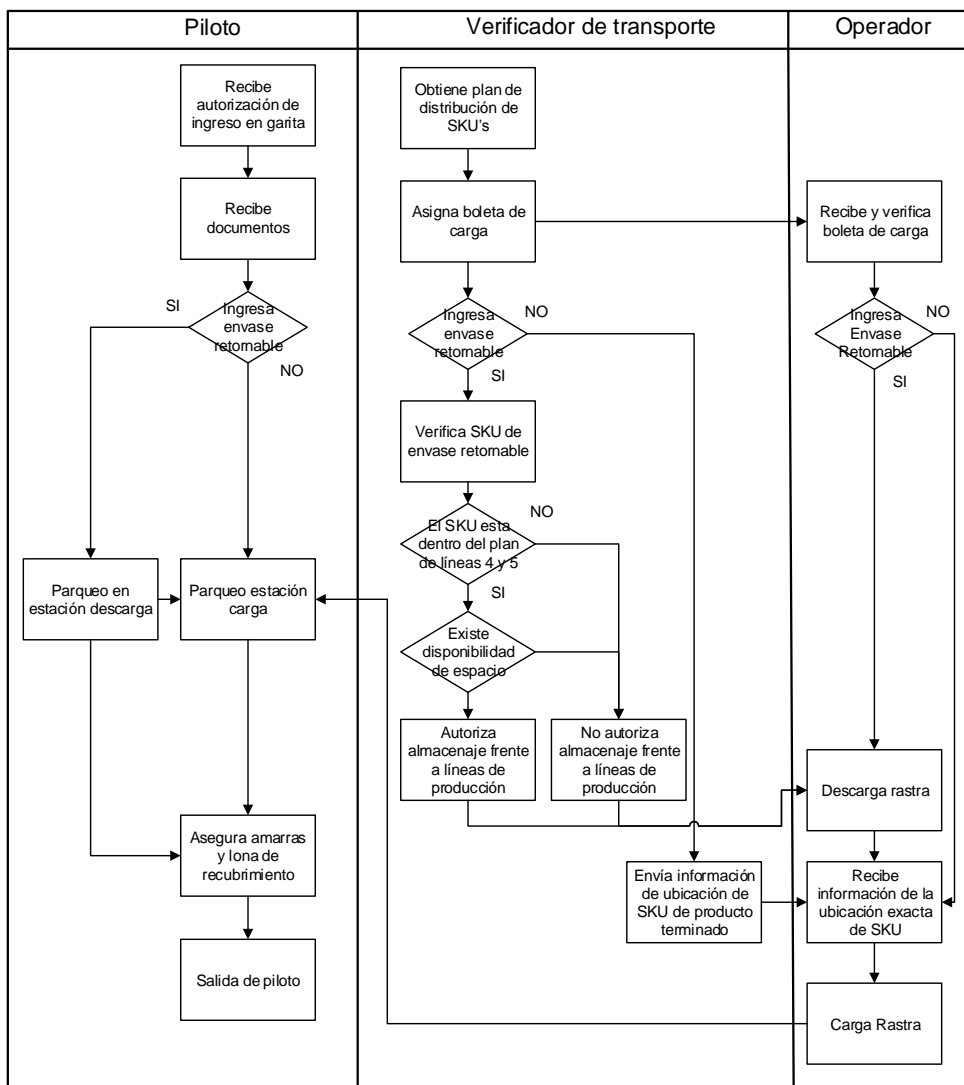 Piloto
Verificador de transporte
Operador
Recibe
autorización de
ingreso en garita
Recibe
documentos
SI
Ingresa
envase
retornable
NO
Parqueo en
estación descarga
Parqueo estación
carga
Asegura amarras
y lona de
recubrimiento
Salida de piloto
Obtiene plan de
distribución de
SKU's
Asigna boleta de
carga
Ingresa
envase
retornable
NO
SI
Verifica SKU de
envase retornable
El SKU esta
dentro del plan
de líneas 4 y 5
NO
SI
Existe
disponibilidad
de espacio
Autoriza
almacenaje frente
a líneas de
producción
No autoriza
almacenaje frente
a líneas de
producción
Envía información
de ubicación de
SKU de producto
terminado
Recibe y verifica
boleta de carga
Ingresa
Envase
Retornable
NO
SI
Descarga rastra
Recibe
información de la
ubicación exacta
de SKU
Carga Rastra